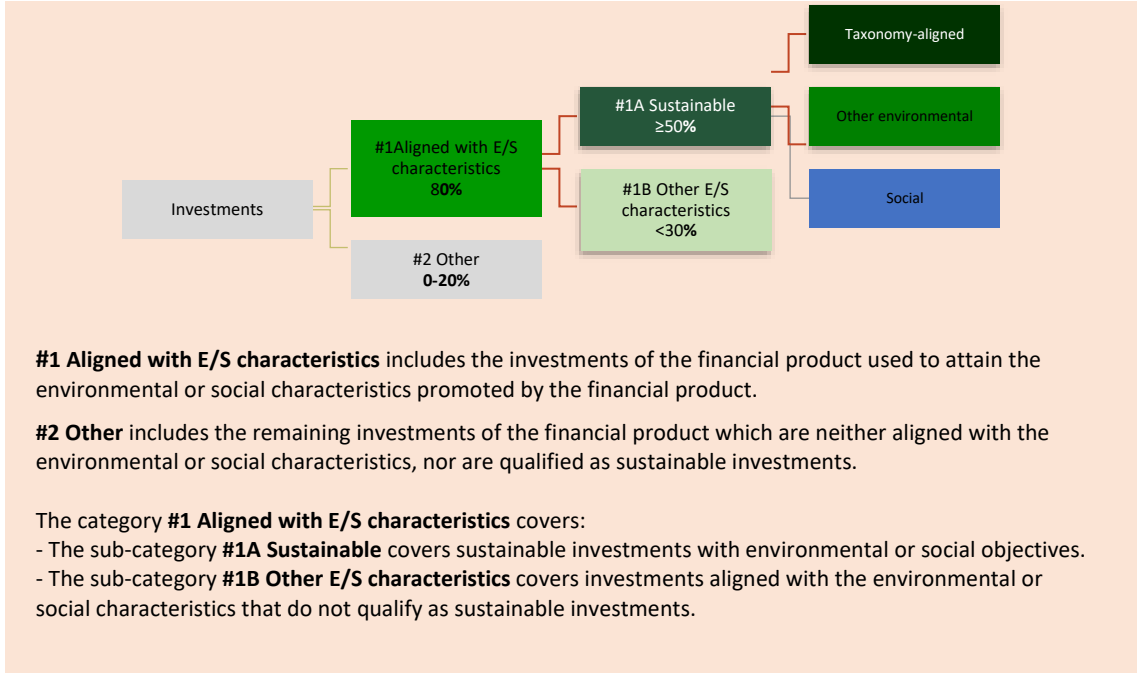 Taxonomy-aligned
#1A Sustainable
≥50%
Other environmental
#1Aligned with E/S
characteristics
80%
#1B Other E/S
characteristics
<30%
Social
Investments
#2 Other
0-20%
#1 Aligned with E/S characteristics includes the investments of the financial product used to attain the
environmental or social characteristics promoted by the financial product.
#2 Other includes the remaining investments of the financial product which are neither aligned with the
environmental or social characteristics, nor are qualified as sustainable investments.
The category #1 Aligned with E/S characteristics covers:
- The sub-category #1A Sustainable covers sustainable investments with environmental or social objectives.
- The sub-category #1B Other E/S characteristics covers investments aligned with the environmental or
social characteristics that do not qualify as sustainable investments.